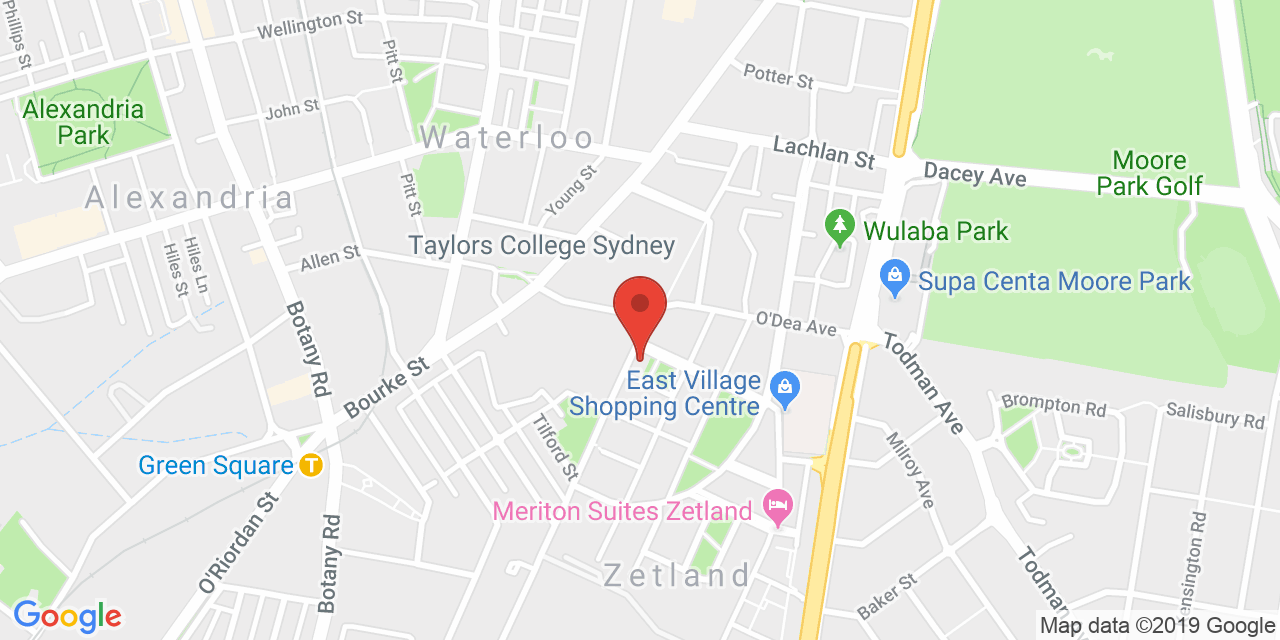 Phillips St
Wellington St
Pitt St
Potter St
Alexandria
Park
John St
Waterloo
Lachlan St
Moore
Park Golf
Dacey Ave
Young St
Pitt St
Alexandria
Wulaba Park
Taylors College Sydney
Allen St
Hiles St
Hiles Ln
Supa Centa Moore Park
O'Dea Ave
Botany Rd
Todman Ave
Bourke St
East Village
Shopping Centre
Brompton Rd
Salisbury Rd
Tilford St
Milroy Ave
Green Square
T
Meriton Suites Zetland
O'Riordan St
Botany Rd
Zetland
Baker St
Todman
ensington Rd
Google
Map data ©2019 Google